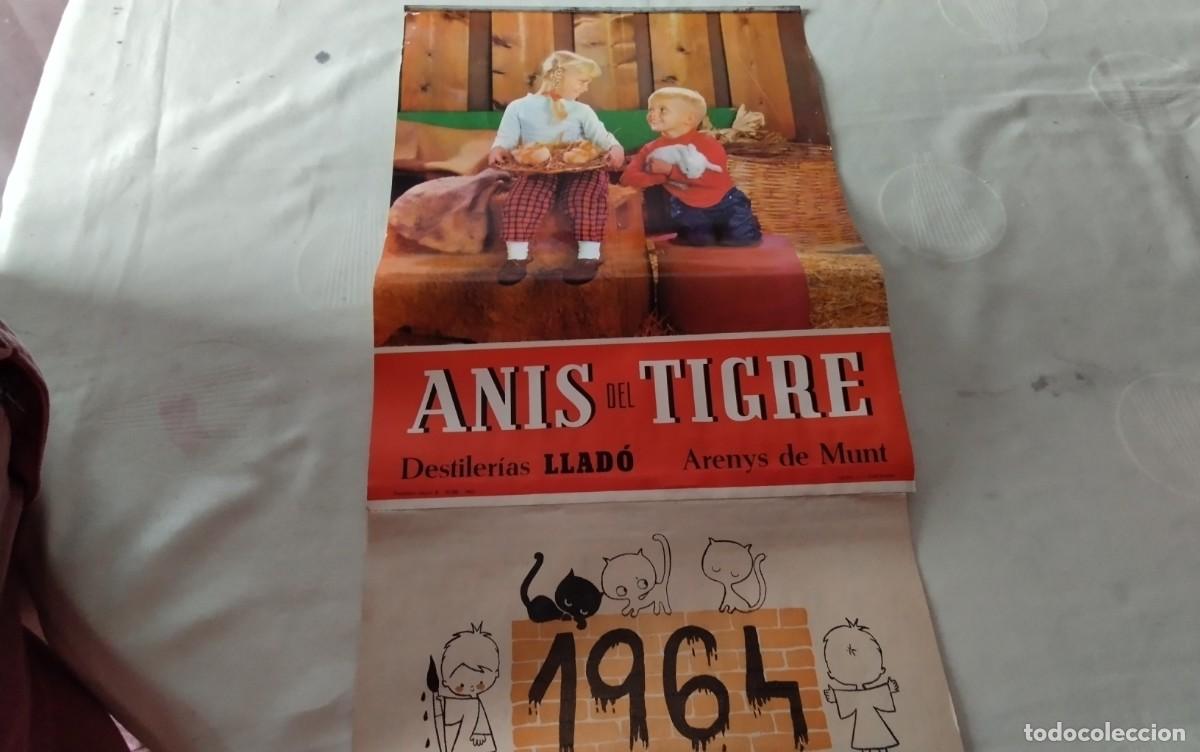 ANIS DEL TIGRE
Destilerías LLADÓ Arenys de Munt
1964
todocoleccion